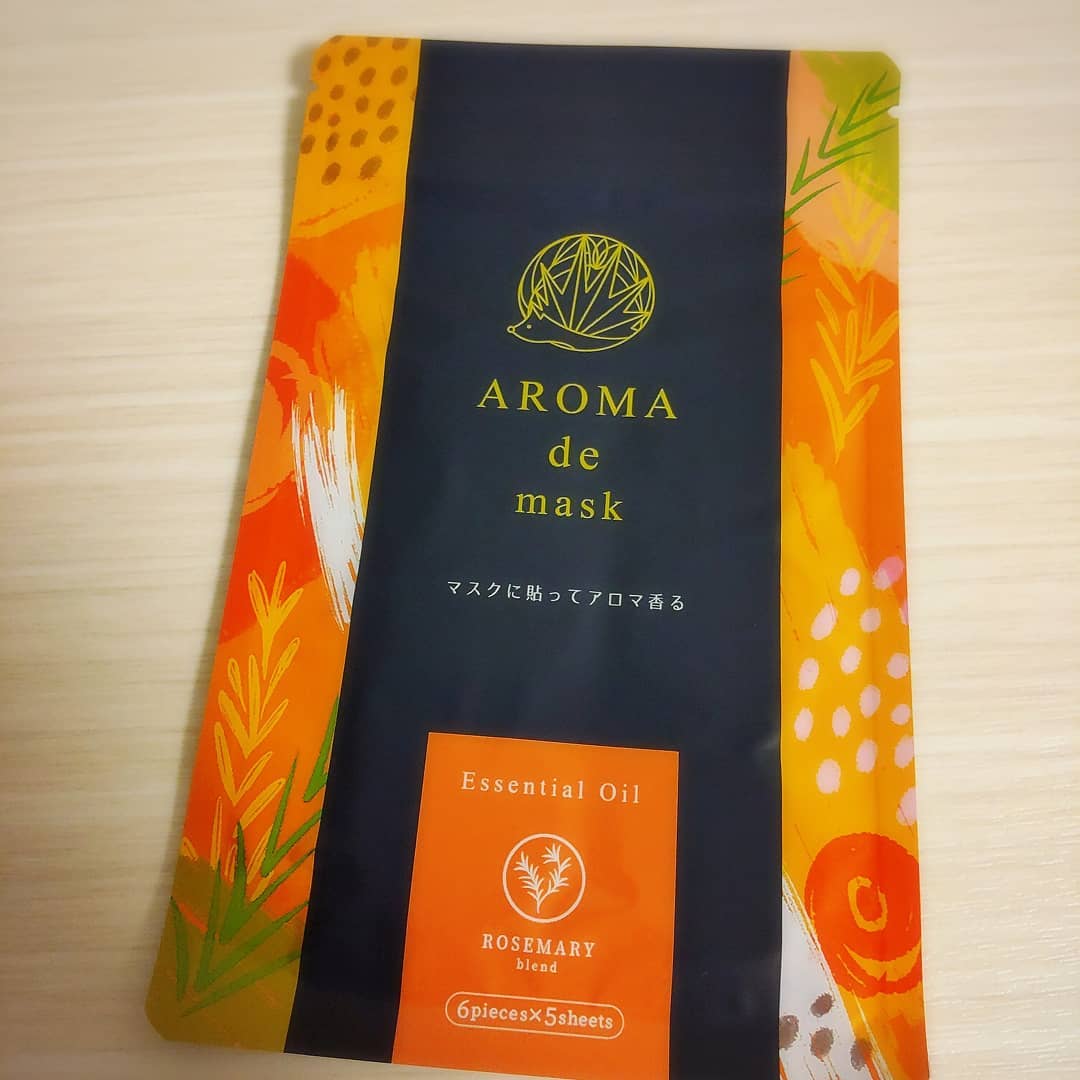 AROMA
de
mask
マスクに貼ってアロマ香る
Essential Oil
ROSEMARY
blend
6pieces×5sheets